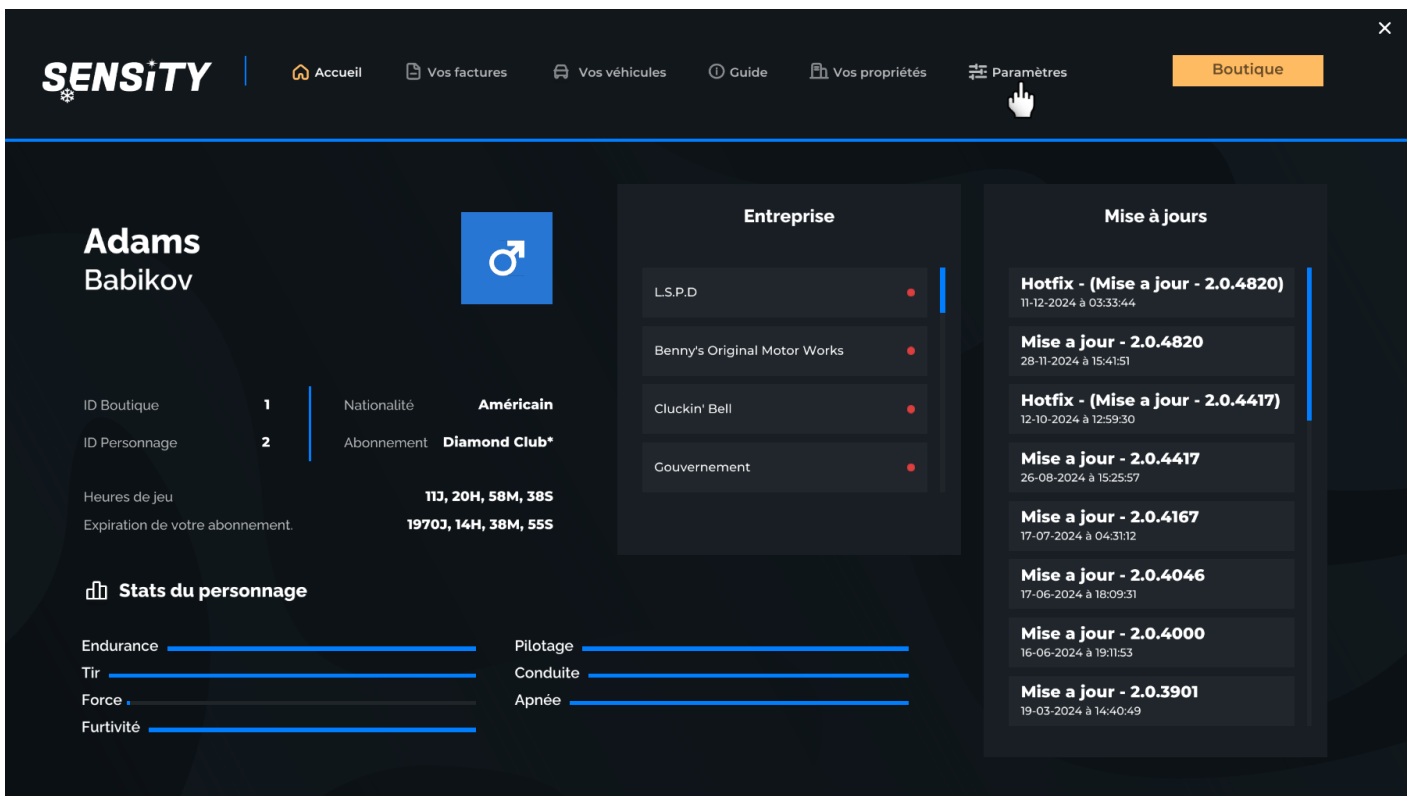 SENSiTY
Accueil
Vos factures
Vos véhicules
Guide
Vos propriétés
Paramètres
Boutique
Adams
Babikov
ID Boutique 1
ID Personnage 2
Nationalité Américain
Abonnement Diamond Club*
Heures de jeu 11J, 20H, 58M, 38S
Expiration de votre abonnement. 1970J, 14H, 38M, 55S
Stats du personnage
Endurance
Tir
Force
Furtivité
Pilotage
Conduite
Apnée
Entreprise
L.S.P.D
Benny's Original Motor Works
Cluckin' Bell
Gouvernement
Mise à jours
Hotfix - (Mise a jour - 2.0.4820)
11-12-2024 à 03:33:44
Mise a jour - 2.0.4820
28-11-2024 à 15:41:51
Hotfix - (Mise a jour - 2.0.4417)
12-10-2024 à 12:59:30
Mise a jour - 2.0.4417
26-08-2024 à 15:25:57
Mise a jour - 2.0.4167
17-07-2024 à 04:31:12
Mise a jour - 2.0.4046
17-06-2024 à 18:09:31
Mise a jour - 2.0.4000
16-06-2024 à 19:11:53
Mise a jour - 2.0.3901
19-03-2024 à 14:40:49